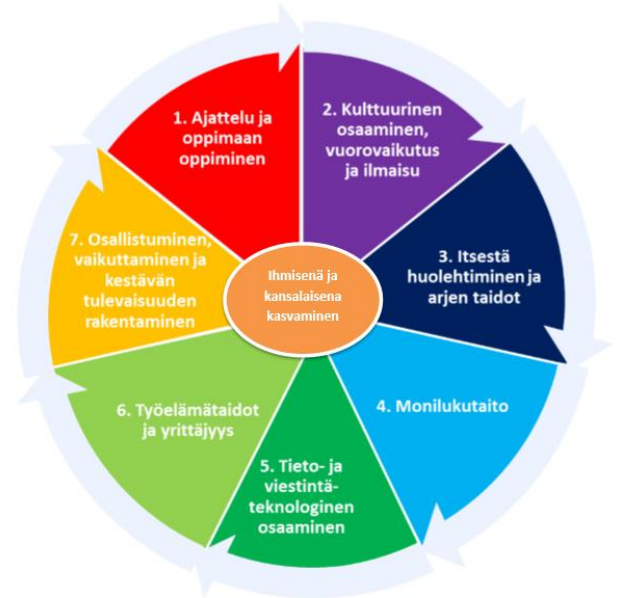 1. Ajattelu ja
oppimaan
oppiminen
2. Kulttuurinen
osaaminen,
vuorovaikutus
ja ilmaisu
3. Itsestä
huolehtiminen ja
arjen taidot
4. Monilukutaito
5. Tieto- ja
viestintä-
teknologinen
osaaminen
6. Työelämätaidot
ja yrittäjyys
7. Osallistuminen,
vaikuttaminen ja
kestävän
tulevaisuuden
rakentaminen
Ihmisenä ja
kansalaisena
kasvaminen